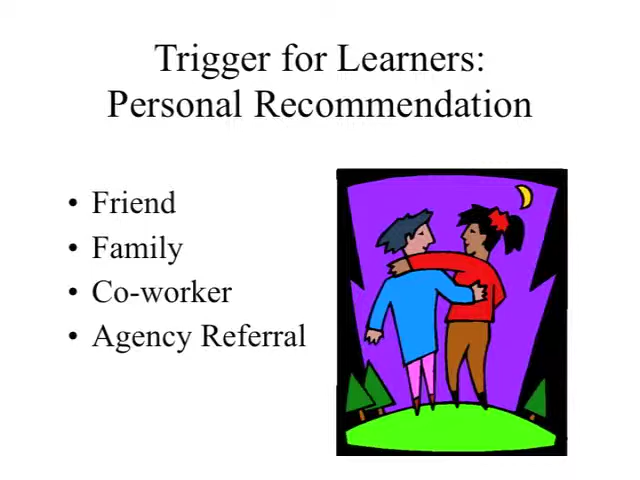 Trigger for Learners:
Personal Recommendation
• Friend
• Family
• Co-worker
• Agency Referral